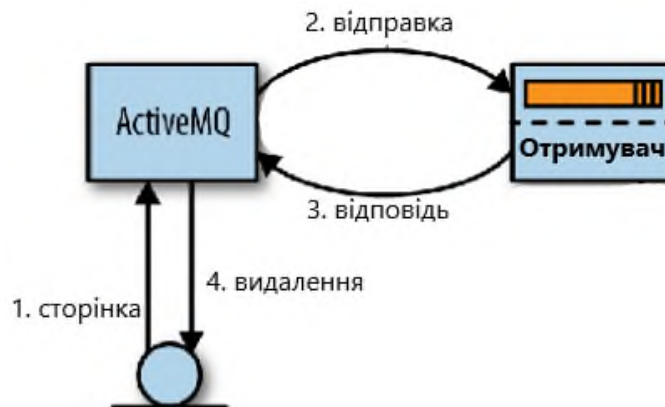 2. відправка
ActiveMQ
Отримувач
3. відповідь
4. видалення
1. сторінка